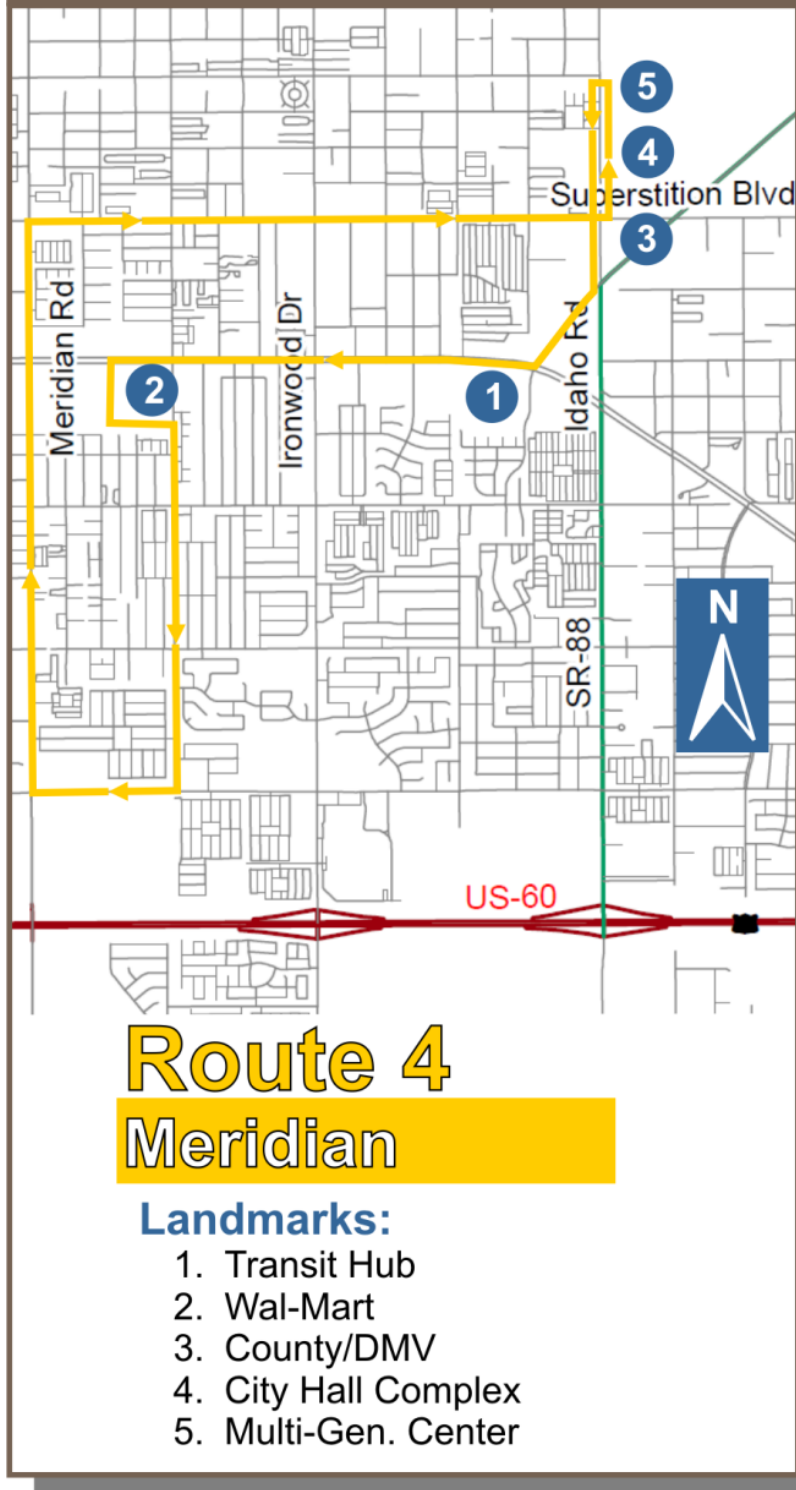 5
4
Superstition Blvd
3
Meridian Rd
Ironwood Dr
Idaho Rd
2
1
N
SR-88
US-60
Route 4
Meridian
Landmarks:
1. Transit Hub
2. Wal-Mart
3. County/DMV
4. City Hall Complex
5. Multi-Gen. Center